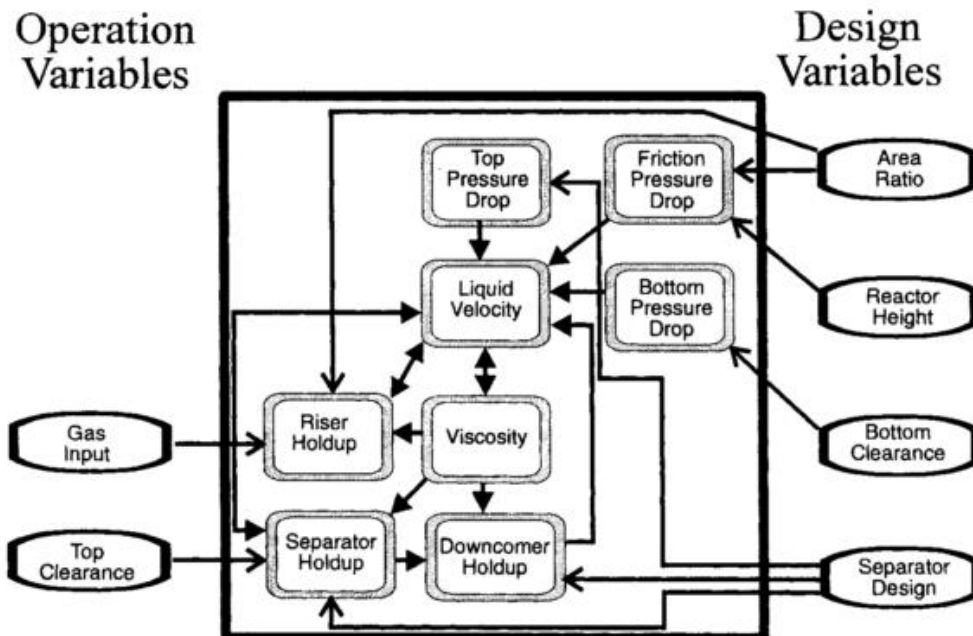 Operation
Variables
Design
Variables
Top
Pressure
Drop
Friction
Pressure
Drop
Area
Ratio
Liquid
Velocity
Bottom
Pressure
Drop
Reactor
Height
Gas
Input
Riser
Holdup
Viscosity
Bottom
Clearance
Top
Clearance
Separator
Holdup
Downcomer
Holdup
Separator
Design